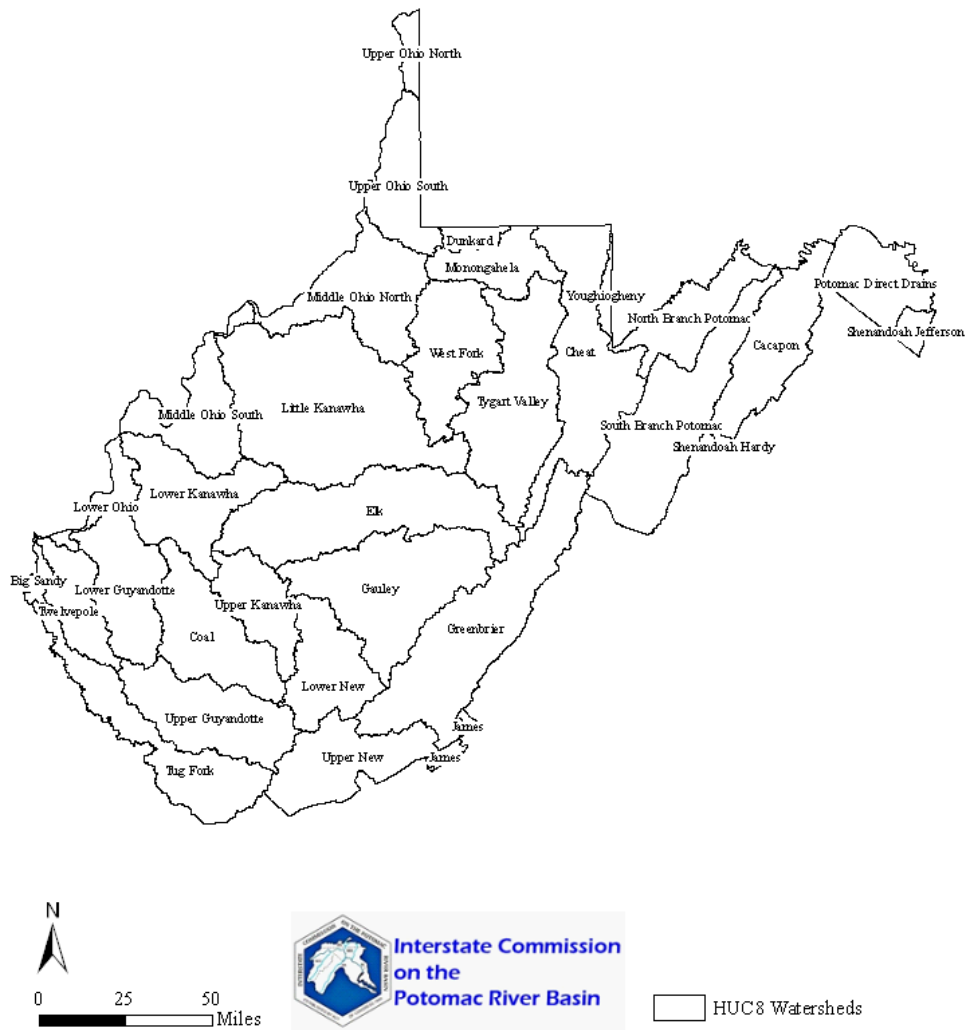 Upper Ohio North
Upper Ohio South
Dunkard
Monongahela
Potomac Direct Drains
Middle Ohio North
Youghiogheny
North Branch Potomac
Shenandoah Jefferson
West Fork
Cheat
Cacapon
Little Kanawha
Tygart Valley
Middle Ohio South
South Branch Potomac
Shenandoah Hardy
Lower Kanawha
Lower Ohio
Elk
Big Sandy
Lower Guyandotte
Gauley
Twelvepole
Upper Kanawha
Greenbrier
Coal
Lower New
Upper Guyandotte
James
Upper New
James
Tug Fork
N
0 25 50
Miles
Interstate Commission
on the
Potomac River Basin
HUC8 Watersheds